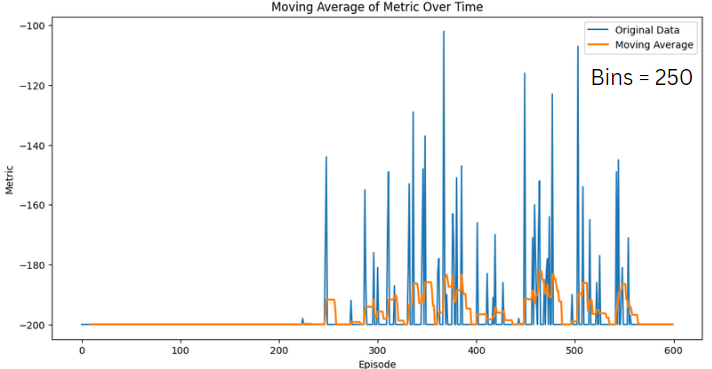 Moving Average of Metric Over Time
Original Data
Moving Average
Bins = 250
Metric
−100
−120
−140
−160
−180
−200
0 100 200 300 400 500 600
Episode